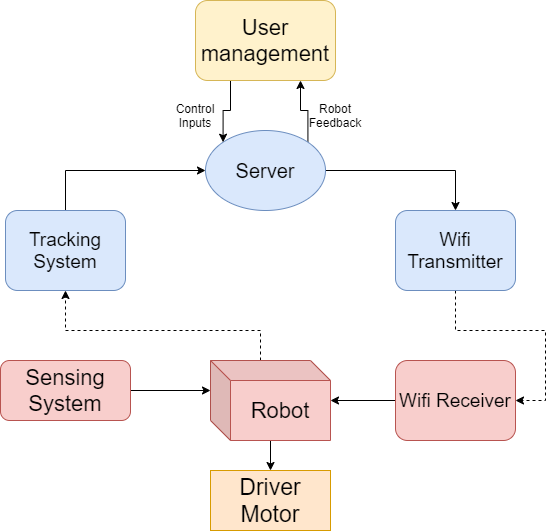 User
management
Control
Inputs
Robot
Feedback
Server
Tracking
System
Wifi
Transmitter
Sensing
System
Robot
Wifi Receiver
Driver
Motor